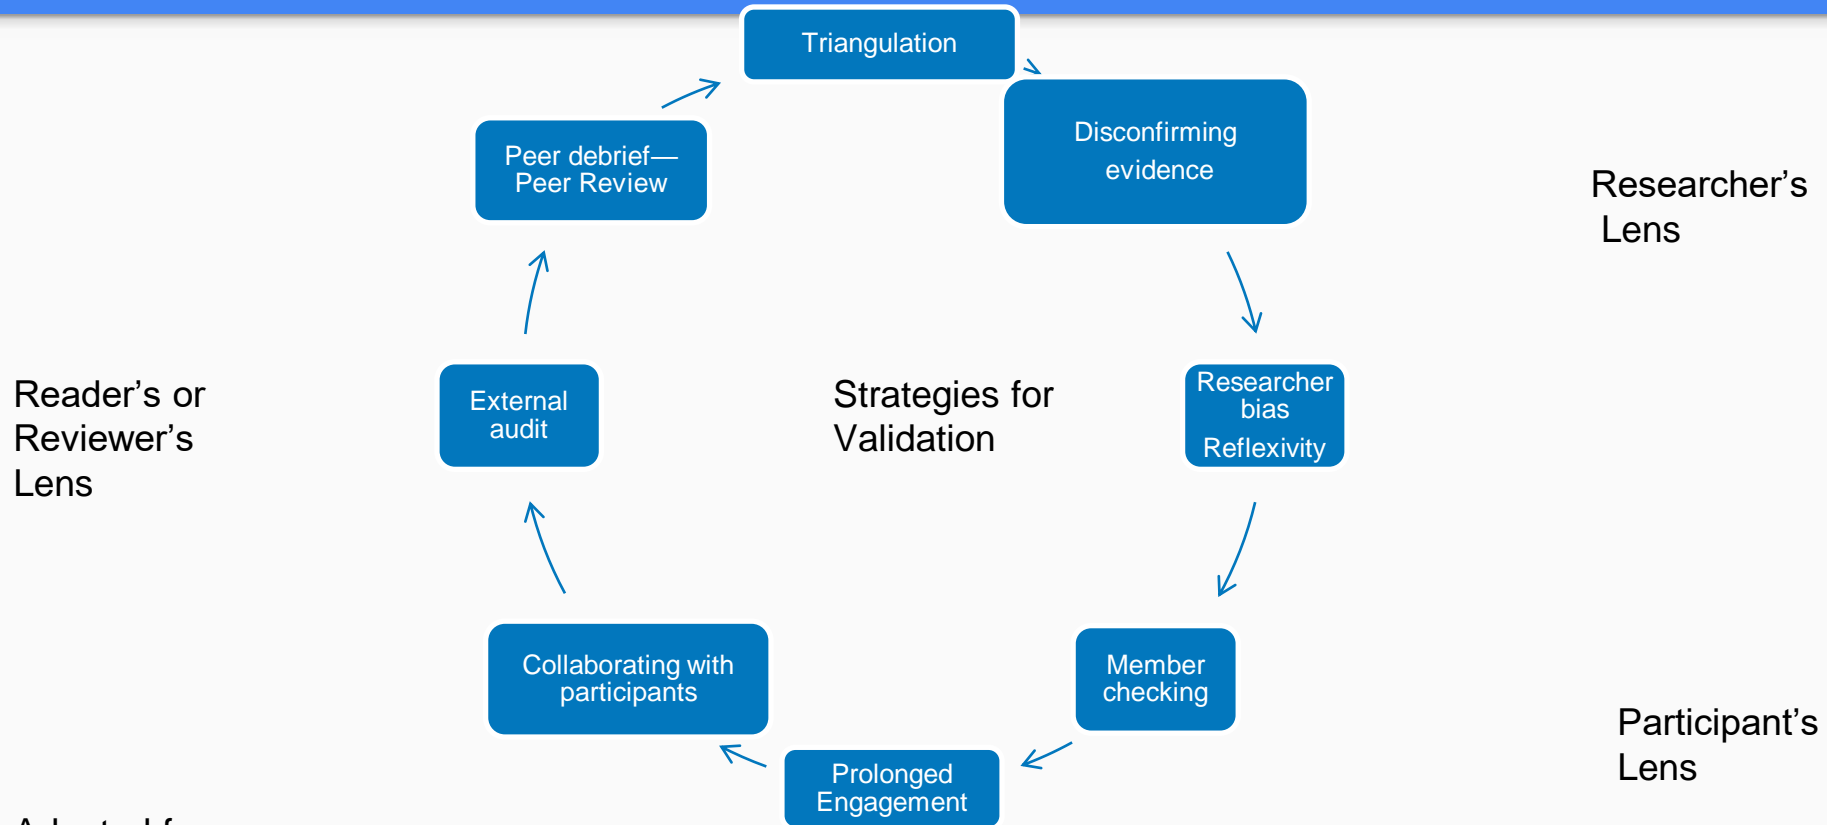 Triangulation
Disconfirming
evidence
Peer debrief—
Peer Review
Researcher’s
Lens
Reader’s or
Reviewer’s
Lens
External
audit
Strategies for
Validation
Researcher
bias
Reflexivity
Collaborating with
participants
Member
checking
Participant’s
Lens
Prolonged
Engagement